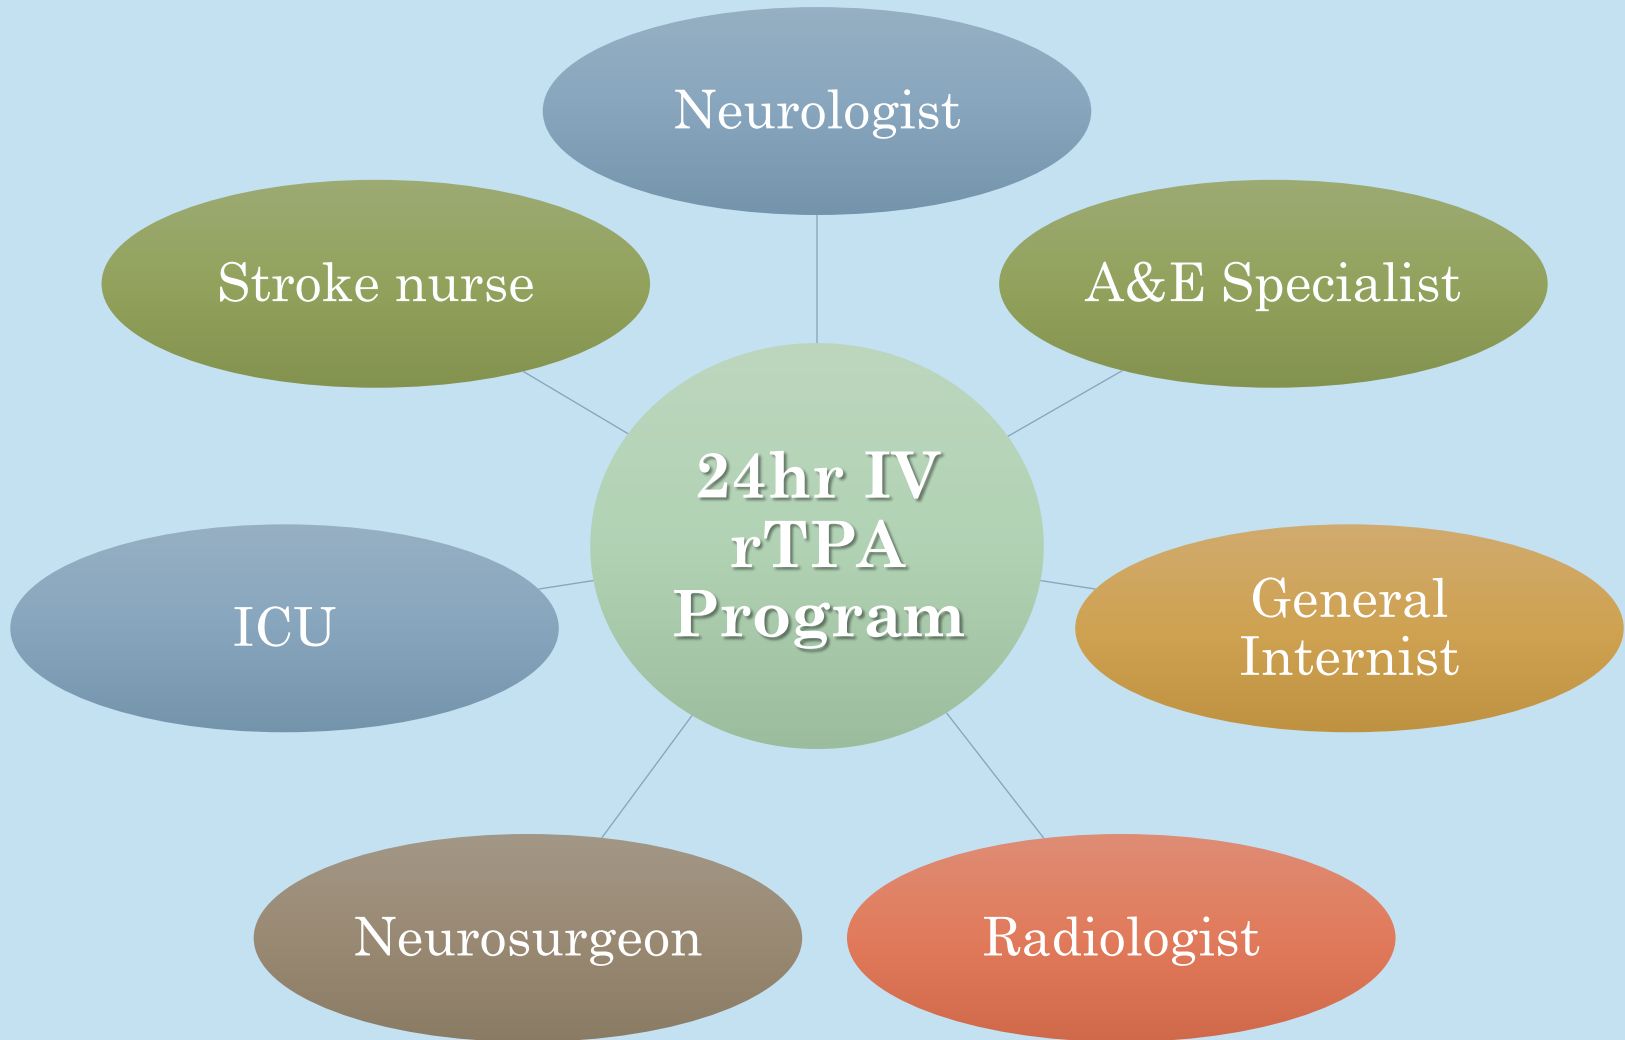 Neurologist
Stroke nurse
A&E Specialist
24hr IV
rTPA
Program
ICU
General
Internist
Neurosurgeon
Radiologist